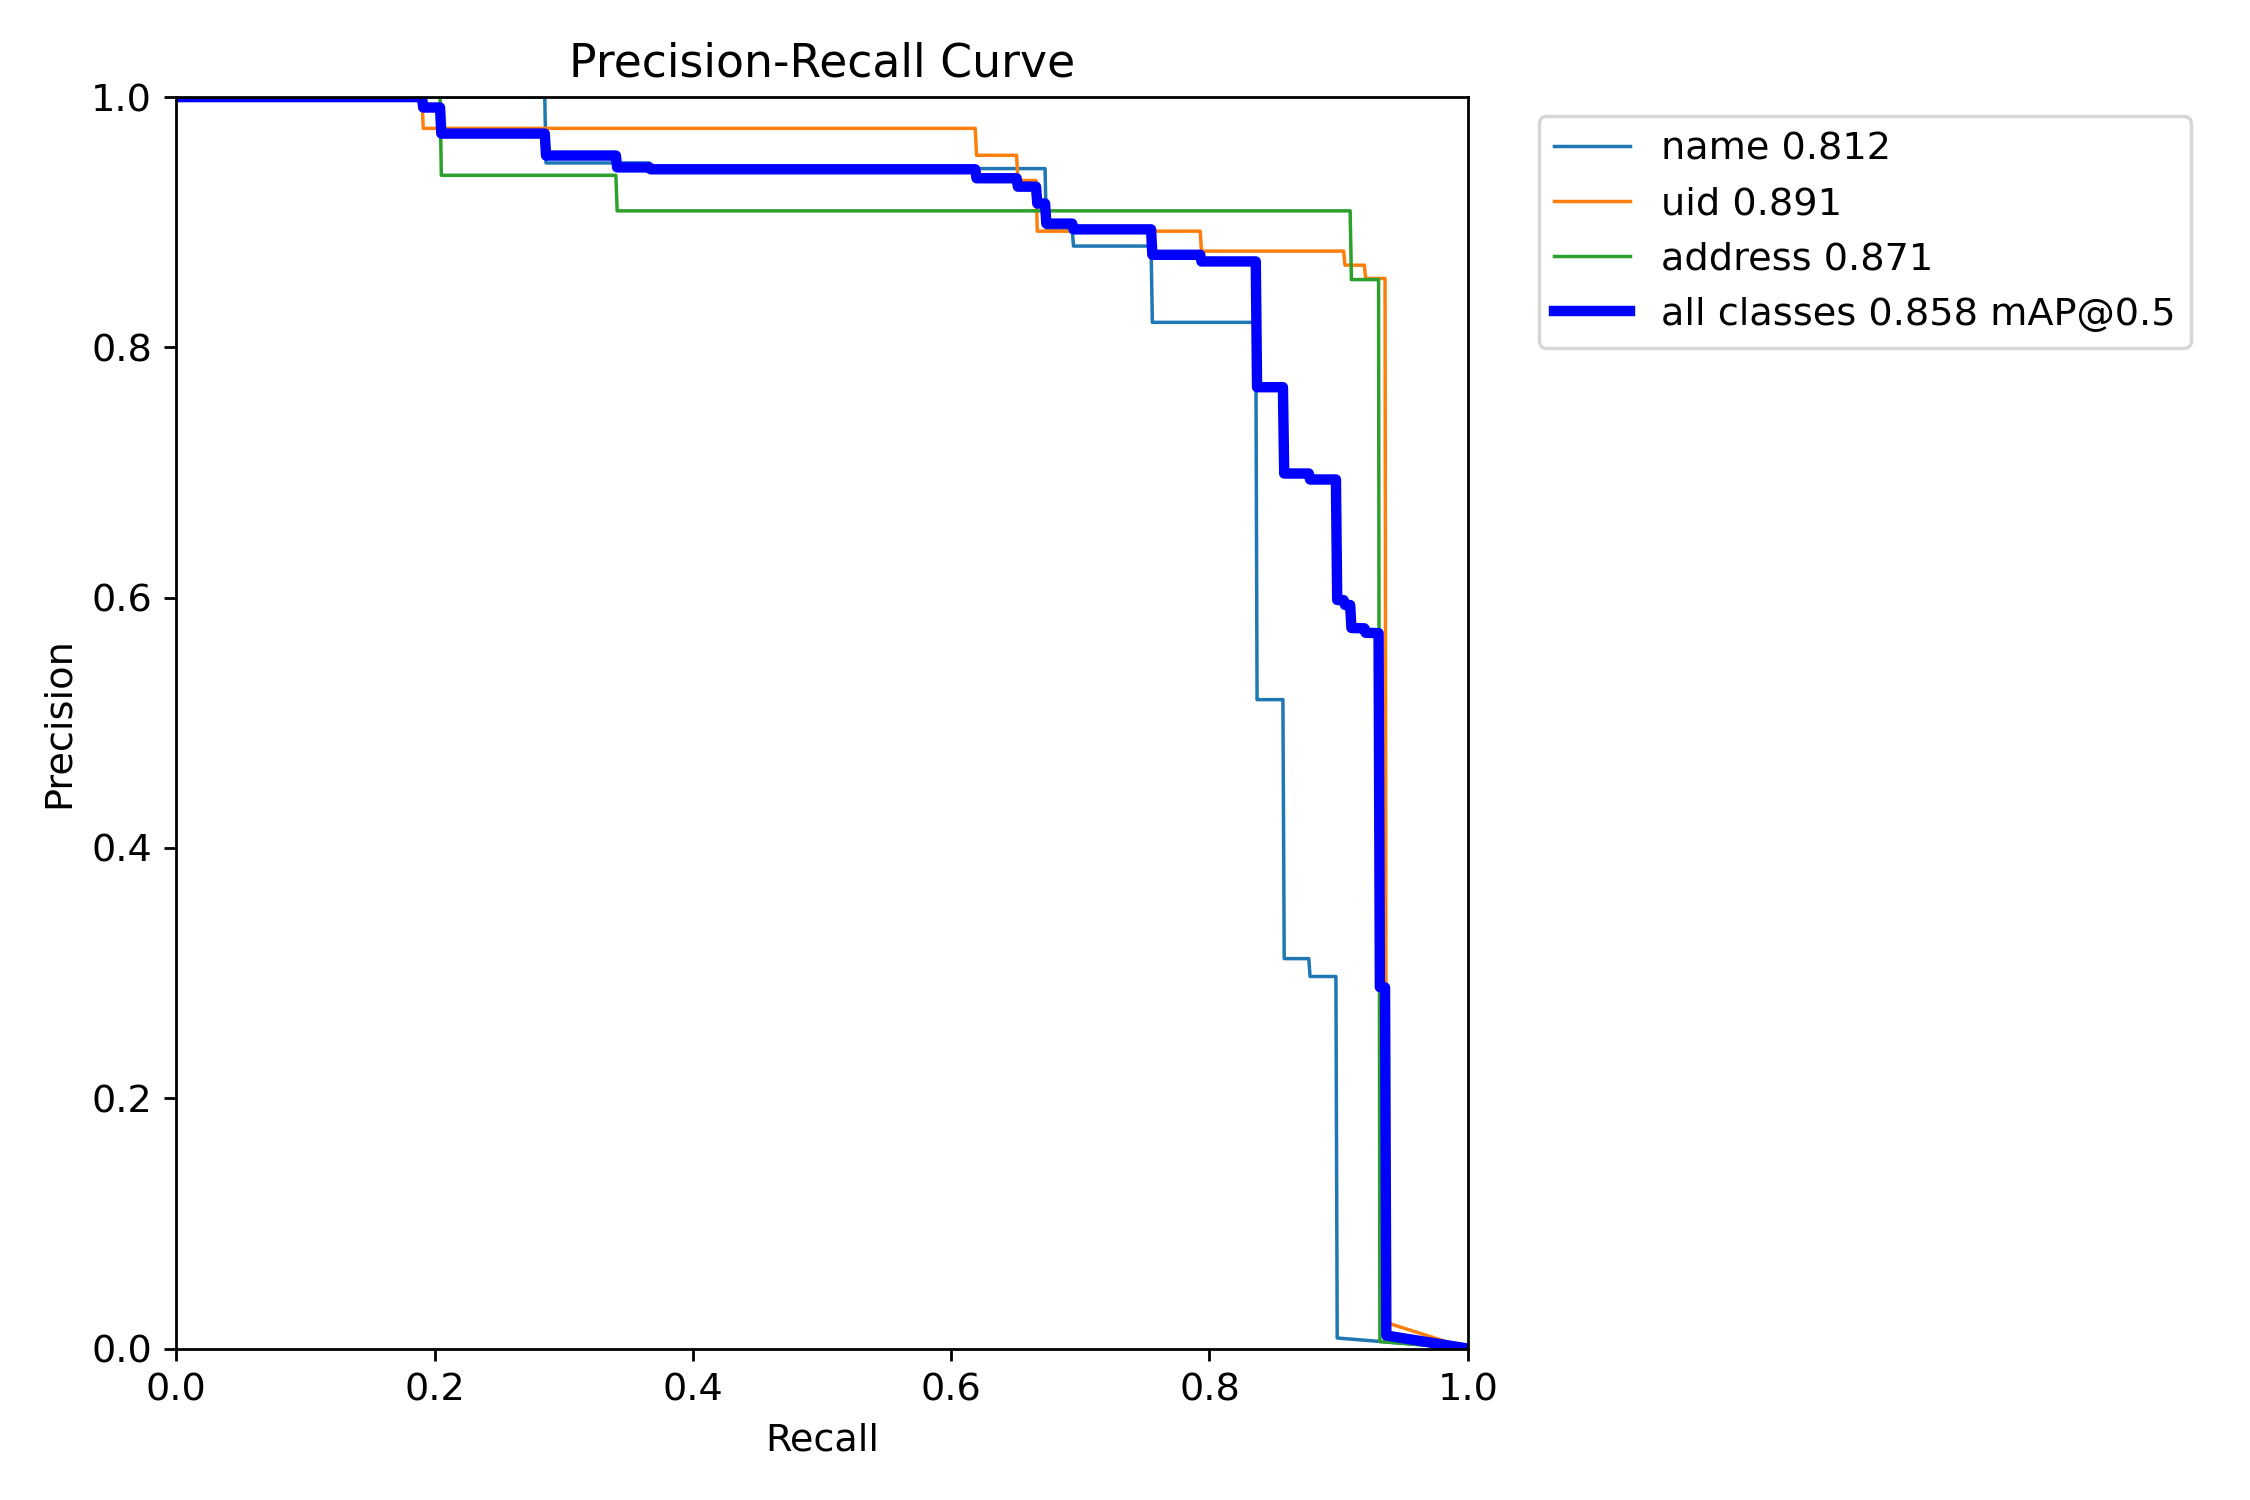 Precision-Recall Curve
1.0
0.8
0.6
0.4
0.2
0.0
Precision
0.0 0.2 0.4 0.6 0.8 1.0
Recall
name 0.812
uid 0.891
address 0.871
all classes 0.858 mAP@0.5